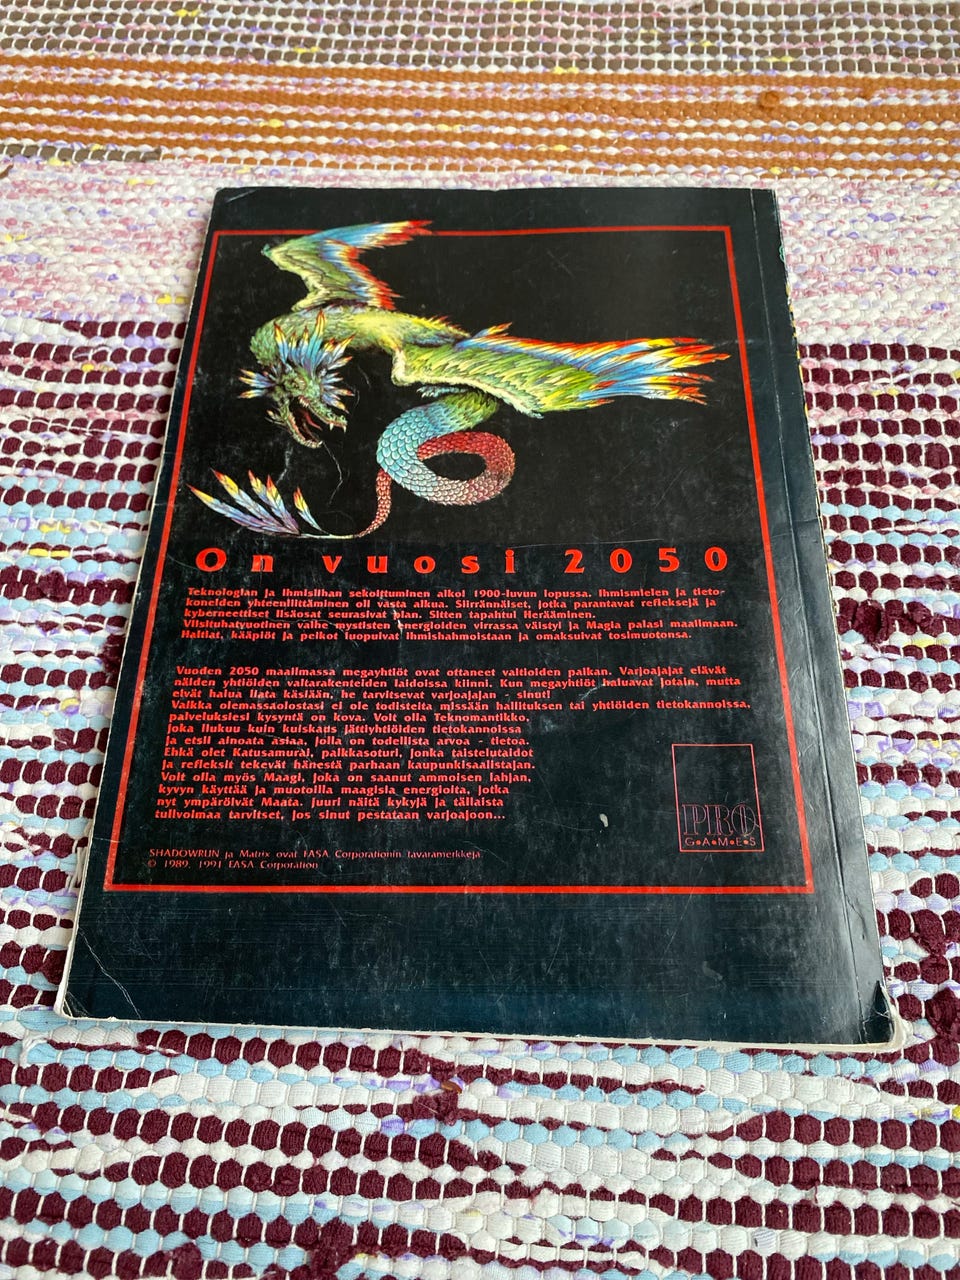 On vuosi 2050
Teknologian ja ihmislihan sekoittuminen alkoi 1900-luvun lopussa. Ihmismielen ja tieto-
koneiden yhteenliittäminen oli vasta alkua. Siirrännäiset, jotka parantavat refleksejä ja
kyberneettiset lisäosat seurasivat pian. Sitten tapahtui Herääminen.
Viisituhatvuotinen vaihe mystisten energioiden virrassa väistyi ja Magia palasi maailmaan.
Haltiat, kääpiöt ja peikot luopuivat ihmishahmoistaan ja omaksuivat tosimuotonsa.
Vuoden 2050 maailmassa megayhtiöt ovat ottaneet valtioiden paikan. Varjoajajat elävät
näiden yhtiöiden valtarakenteiden laidoissa kiinni. Kun megayhtiöt haluavat jotain, mutta
eivät halua liata käsiään, he tarvitsevat varjoajajan - sinut!
Vaikka olemassaolostasi ei ole todisteita missään hallituksen tai yhtiöiden tietokannoissa,
palveluksiesi kysyntä on kova. Voit olla Teknomantikko,
joka liukuu kuin kuiskaus jättiyhtiöiden tietokannoissa
ja etsii ainoata asiaa, jolla on todellista arvoa - tietoa.
Ehkä olet Katusamurai, palkkasoturi, jonka taistelutaidot
ja refleksit tekevät hänestä parhaan kaupunkisaalistajan.
Voit olla myös Maagi, joka on saanut ammoisen lahjan,
kyvyn käyttää ja muotoilla maagisia energioita, jotka
nyt ympäröivät Maata. Juuri näitä kykyjä ja tällaista
tulivoimaa tarvitset, jos sinut pestataan varjoajoon...
PRO
G•A•M•E•S
SHADOWRUN ja Matrix ovat FASA Corporationin tavaramerkkejä.
© 1989, 1991 FASA Corporation